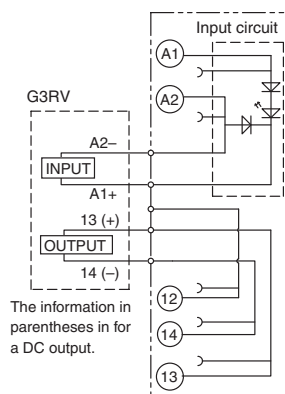 Input circuit
A1
A2
G3RV
A2–
INPUT
A1+
13 (+)
OUTPUT
14 (–)
The information in
parentheses in for
a DC output.
12
14
13